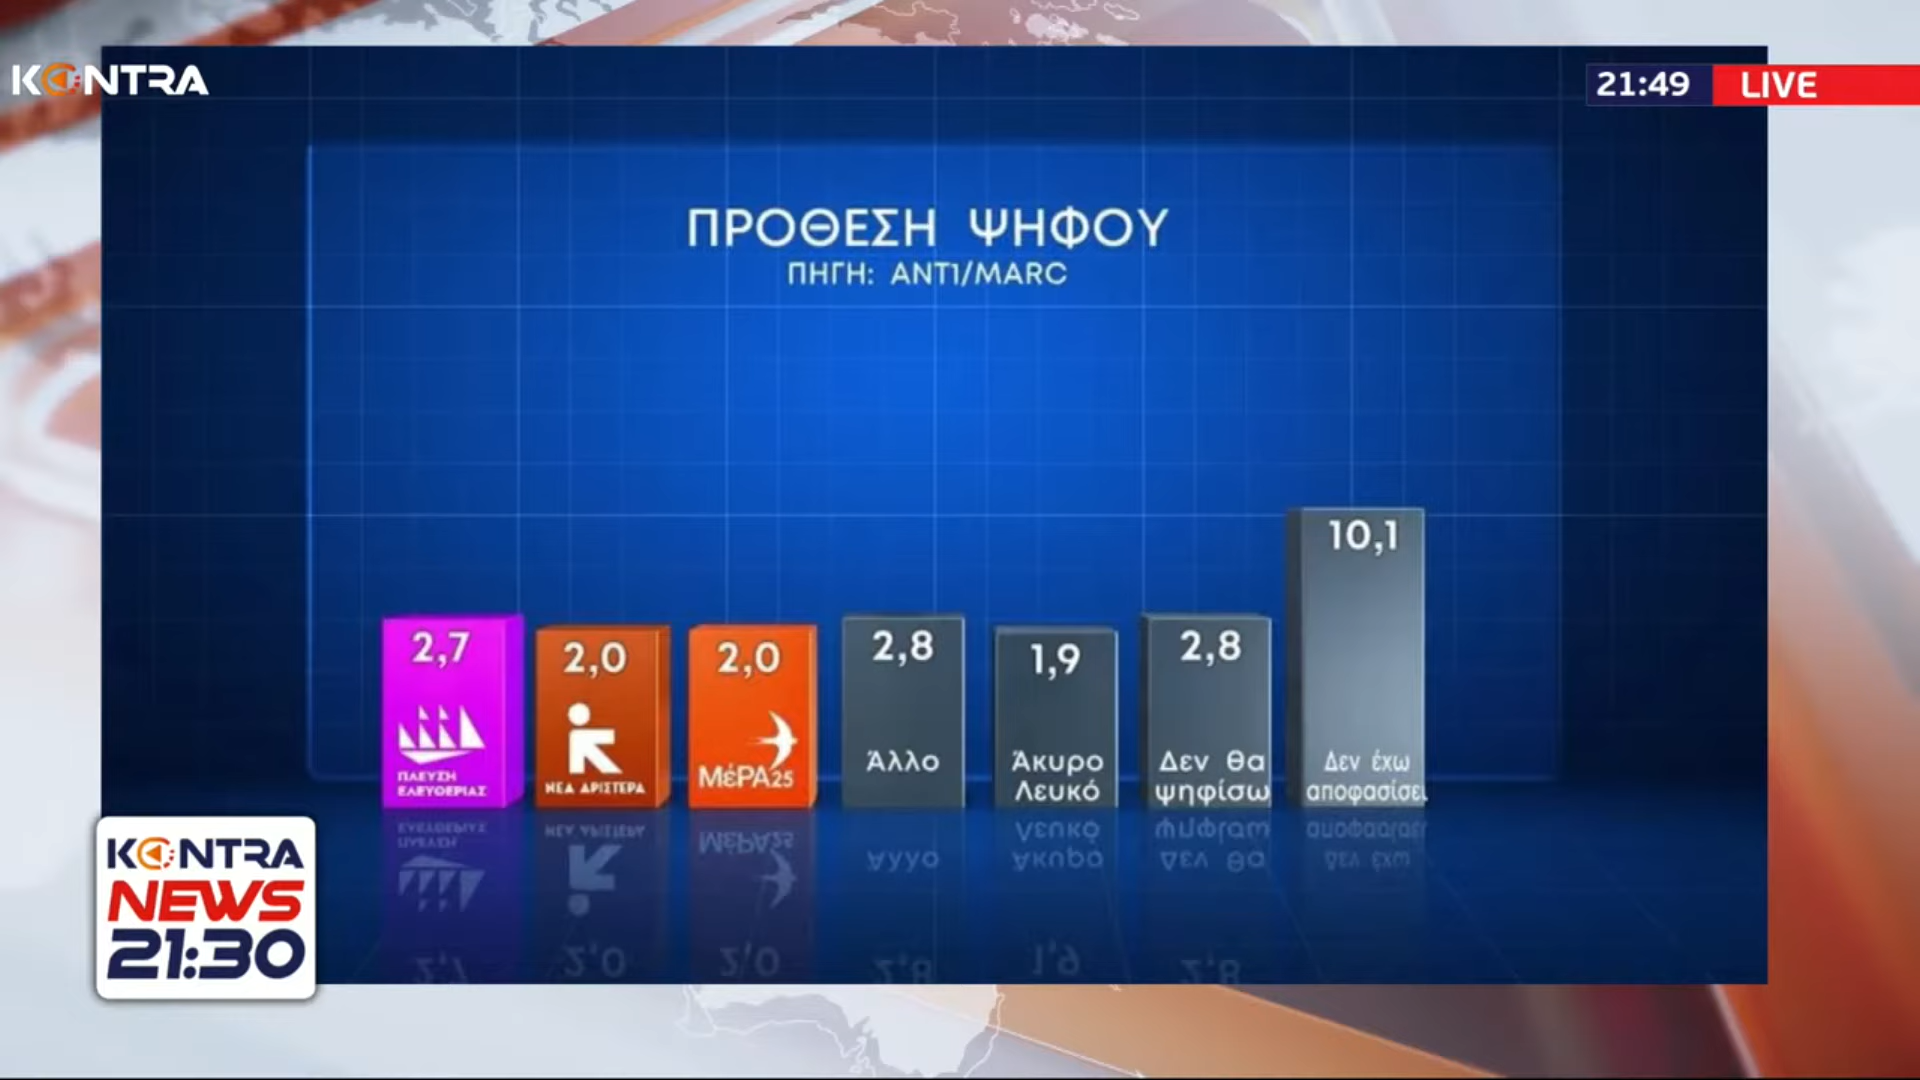 KONTRA
21:49 LIVE
ΠΡΟΘΕΣΗ ΨΗΦΟΥ
ΠΗΓΗ: ANT1/MARC
10,1
2,7
2,0
2,0
2,8
1,9
2,8
ΠΛΕΥΣΗ
ΕΛΕΥΘΕΡΙΑΣ
ΝΕΑ ΑΡΙΣΤΕΡΑ
ΜέΡΑ25
Άλλο
Άκυρο
Λευκό
Δεν θα
ψηφίσω
Δεν έχω
αποφασίσει
KONTRA
NEWS
21:30